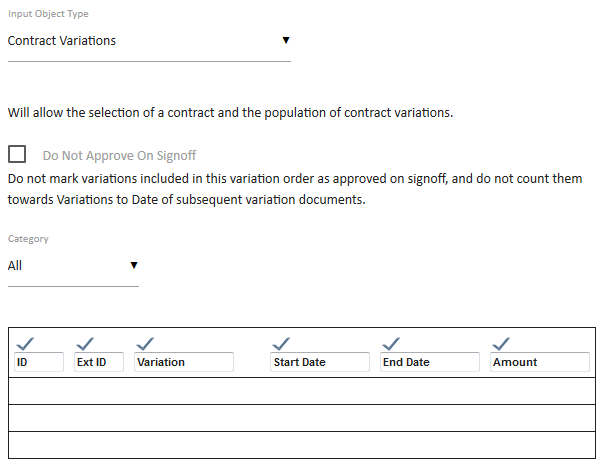 Input Object Type
Contract Variations
Will allow the selection of a contract and the population of contract variations.
Do Not Approve On Signoff
Do not mark variations included in this variation order as approved on signoff, and do not count them
towards Variations to Date of subsequent variation documents.
Category
All
ID Ext ID Variation Start Date End Date Amount